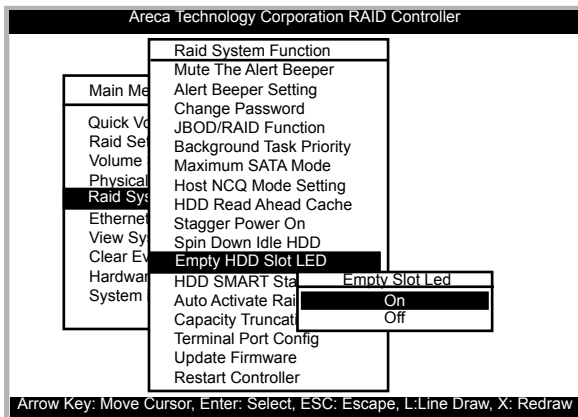 Areca Technology Corporation RAID Controller
Main Me
Quick Vo
Raid Set
Volume
Physical
Raid Sys
Ethernet
View Sy
Clear Ev
Hardwar
System
Raid System Function
Mute The Alert Beeper
Alert Beeper Setting
Change Password
JBOD/RAID Function
Background Task Priority
Maximum SATA Mode
Host NCQ Mode Setting
HDD Read Ahead Cache
Stagger Power On
Spin Down Idle HDD
Empty HDD Slot LED
HDD SMART Sta
Auto Activate Rai
Capacity Truncati
Terminal Port Config
Update Firmware
Restart Controller
Empty Slot Led
On
Off
Arrow Key: Move Cursor, Enter: Select, ESC: Escape, L:Line Draw, X: Redraw